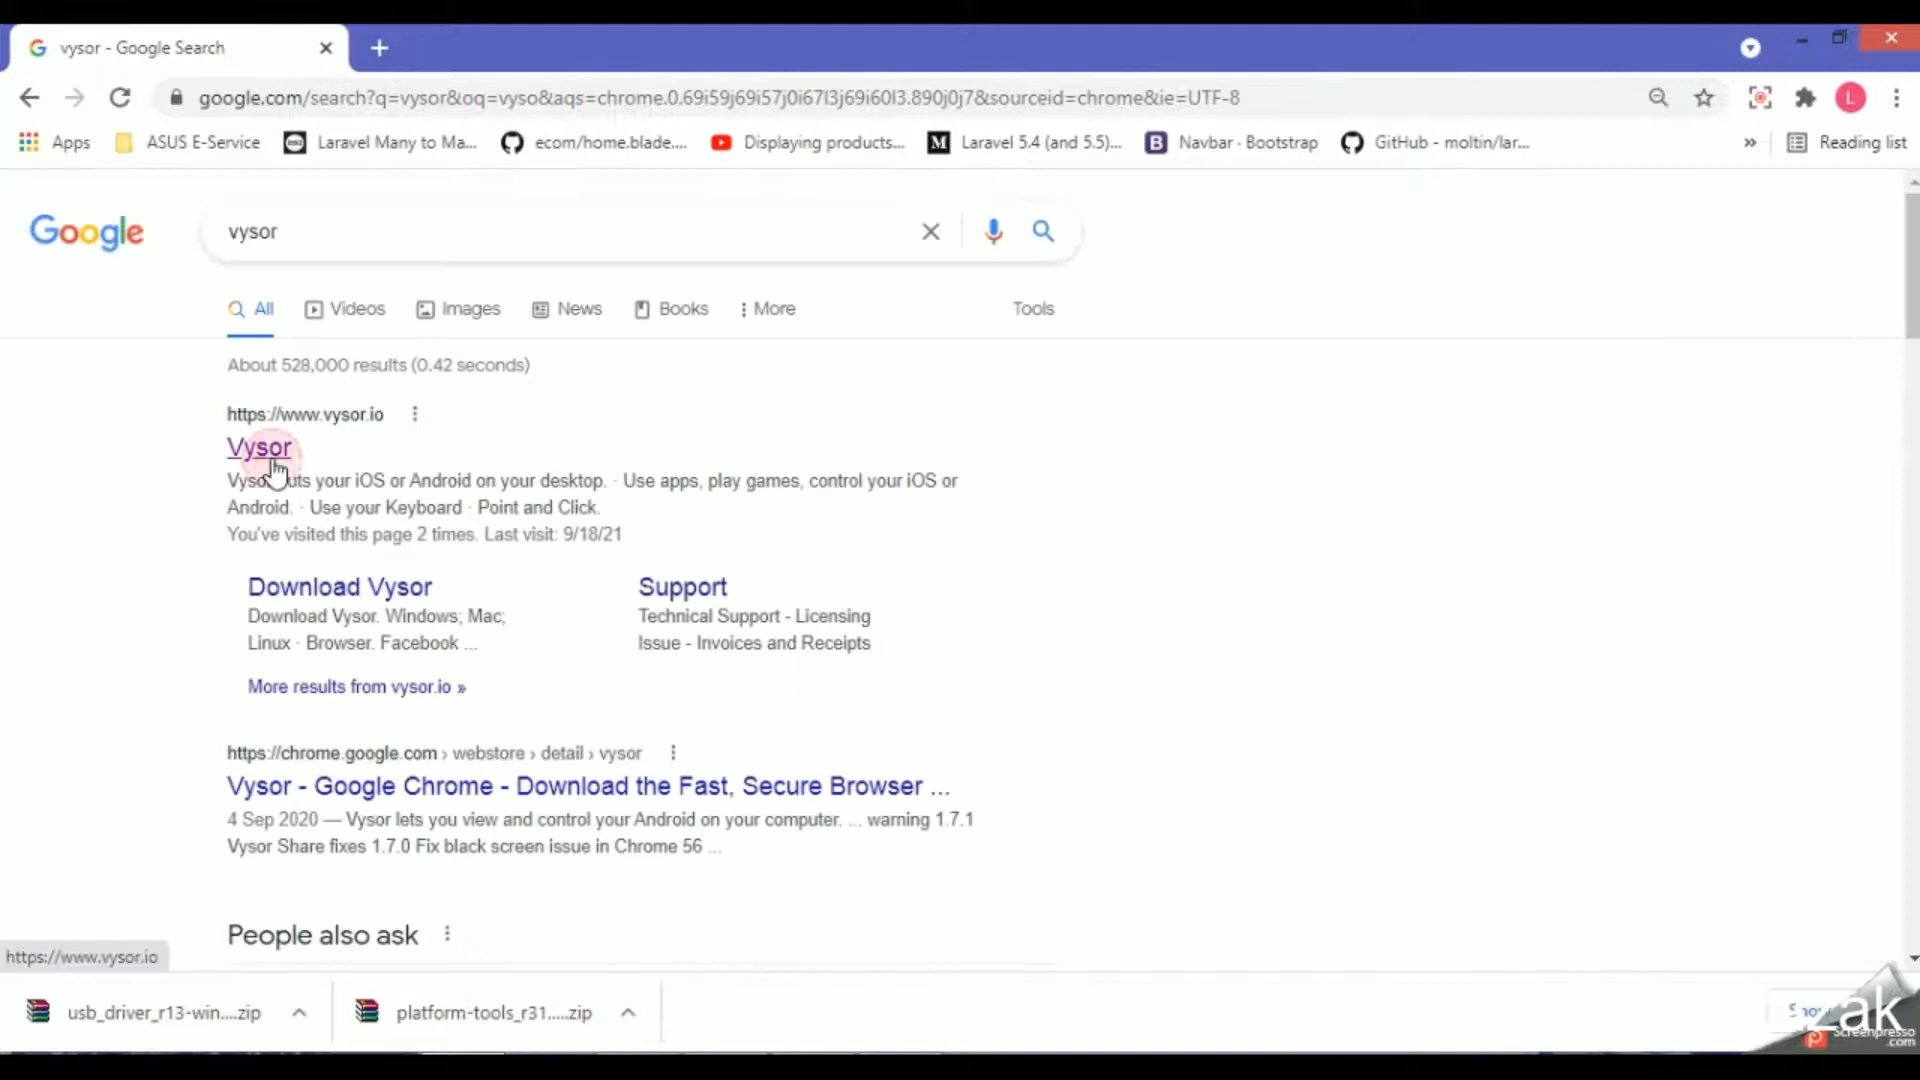 vysor - Google Search
google.com/search?q=vysor&oq=vyso&aqs=chrome.0.69i59j69i57j0i67l3j69i60l3.890j0j7&sourceid=chrome&ie=UTF-8
L
Apps
ASUS E-Service
Laravel Many to Ma...
ecom/home.blade....
Displaying products...
Laravel 5.4 (and 5.5)...
Navbar · Bootstrap
GitHub - moltin/lar...
»
Reading list
Google
vysor
All
Videos
Images
News
Books
More
Tools
About 528,000 results (0.42 seconds)
https://www.vysor.io
Vysor
your iOS or Android on your desktop. · Use apps, play games, control your iOS or
Android. · Use your Keyboard · Point and Click.
You've visited this page 2 times. Last visit: 9/18/21
Download Vysor
Download Vysor. Windows; Mac;
Linux · Browser. Facebook ...
Support
Technical Support - Licensing
Issue - Invoices and Receipts
More results from vysor.io »
https://chrome.google.com › webstore › detail › vysor
Vysor - Google Chrome - Download the Fast, Secure Browser ...
4 Sep 2020 — Vysor lets you view and control your Android on your computer. ... warning 1.7.1
Vysor Share fixes 1.7.0 Fix black screen issue in Chrome 56 ...
People also ask
https://www.vysor.io
usb_driver_r13-win....zip
platform-tools_r31.....zip
zak
Screenpresso
.com